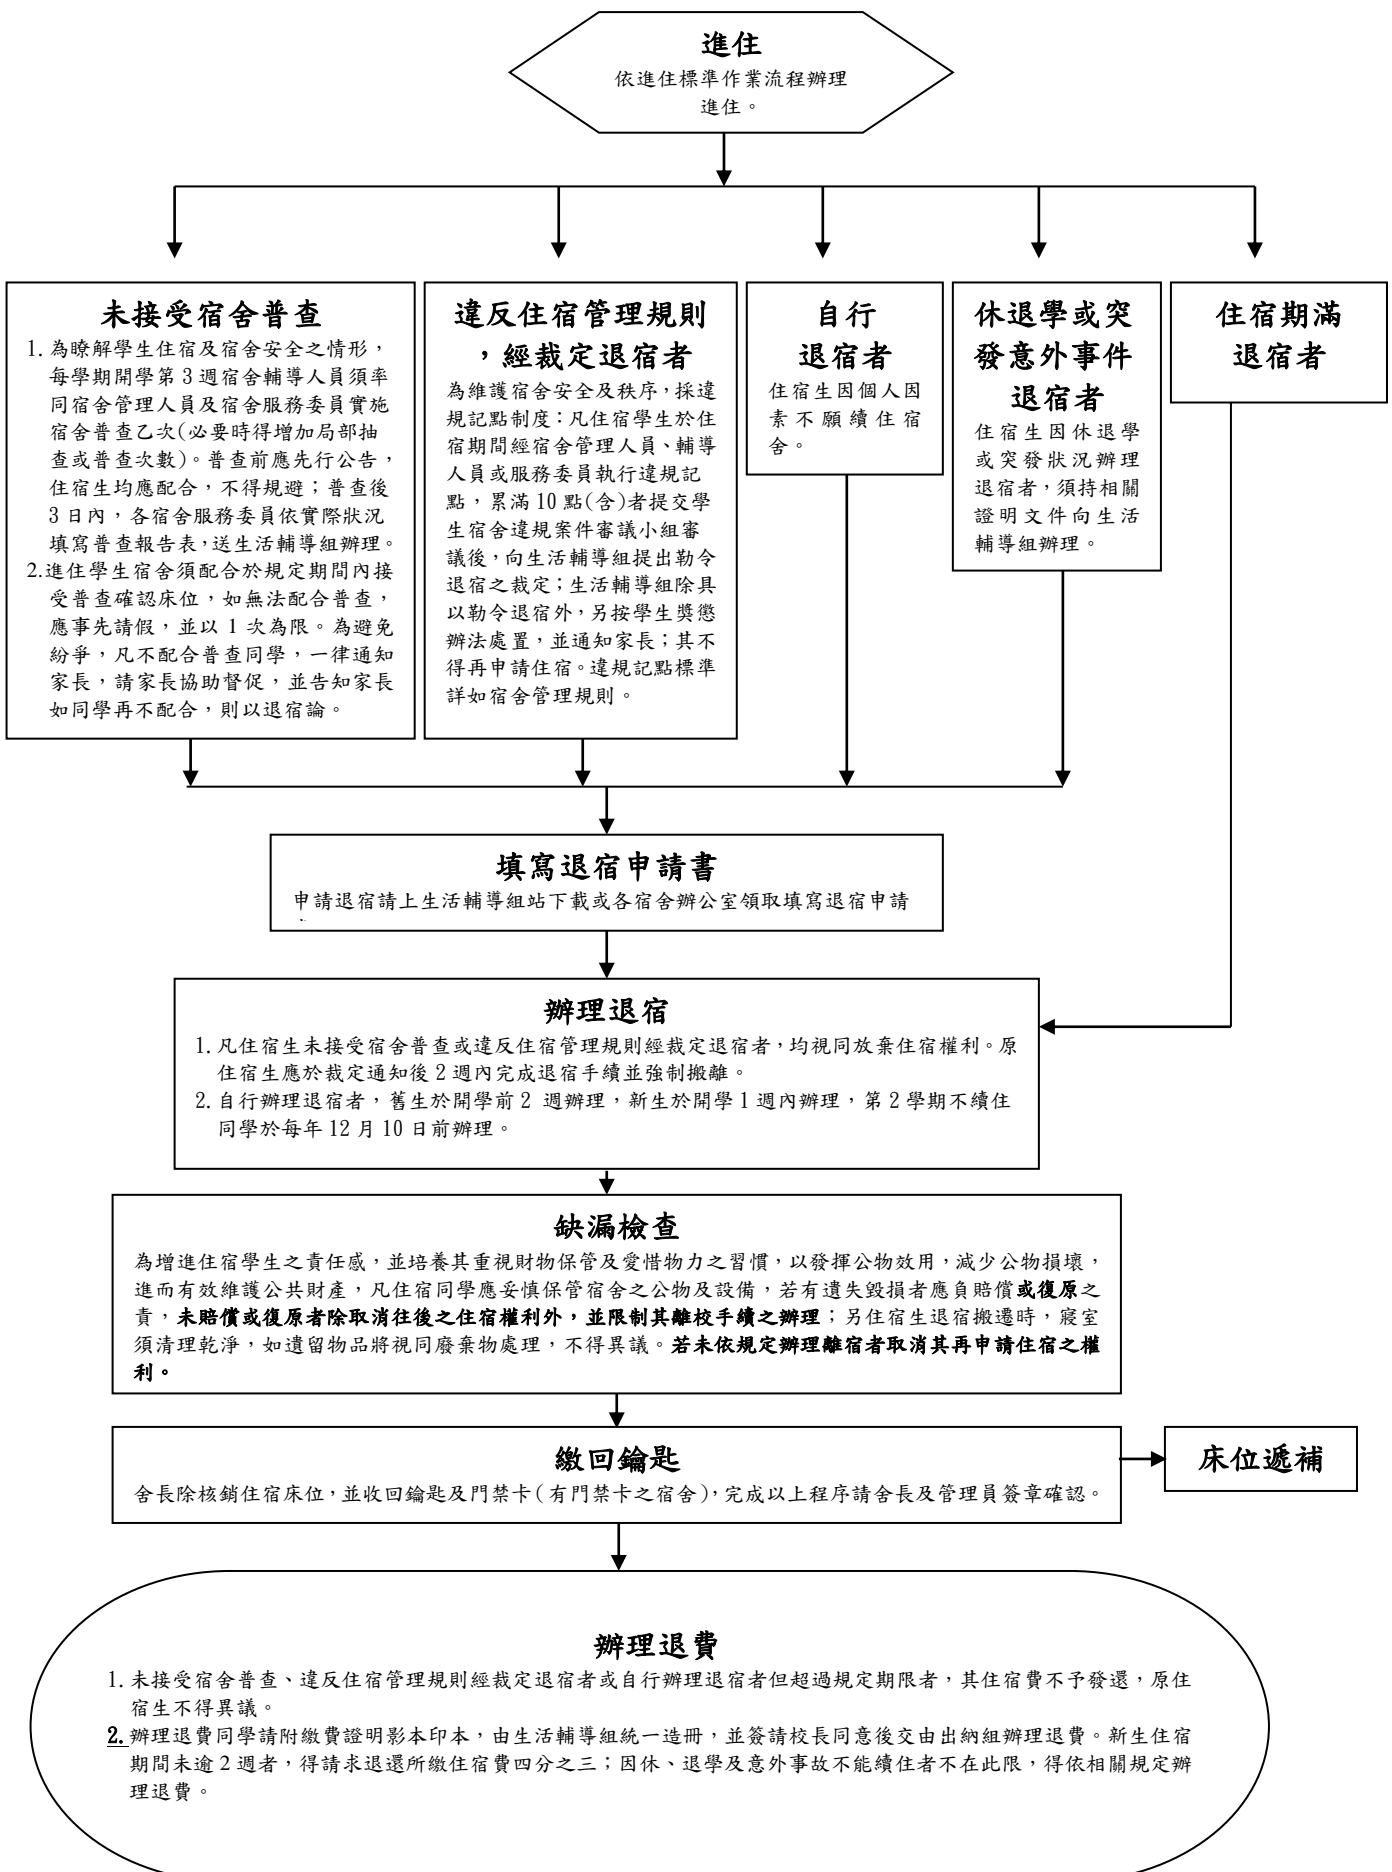 進住
依進住標準作業流程辦理
進住。
未接受宿舍普查
1.為瞭解學生住宿及宿舍安全之情形，
每學期開學第3週宿舍輔導人員須率
同宿舍管理人員及宿舍服務委員實施
宿舍普查乙次(必要時得增加局部抽
查或普查次數)。普查前應先行公告，
住宿生均應配合，不得規避；普查後
3日內，各宿舍服務委員依實際狀況
填寫普查報告表，送生活輔導組辦理。
2.進住學生宿舍須配合於規定期間內接
受普查確認床位，如無法配合普查，
應事先請假，並以 1 次為限。為避免
紛爭，凡不配合普查同學，一律通知
家長，請家長協助督促，並告知家長
如同學再不配合，則以退宿論。
違反住宿管理規則
，經裁定退宿者
為維護宿舍安全及秩序，採違
規記點制度：凡住宿學生於住
宿期間經宿舍管理人員、輔導
人員或服務委員執行違規記
點，累滿 10 點(含)者提交學
生宿舍違規案件審議小組審
議後，向生活輔導組提出勒令
退宿之裁定；生活輔導組除具
以勒令退宿外，另按學生獎懲
辦法處置，並通知家長；其不
得再申請住宿。違規記點標準
詳如宿舍管理規則。
自行
退宿者
住宿生因個人因
素不願續住宿
舍。
休退學或突
發意外事件
退宿者
住宿生因休退學
或突發狀況辦理
退宿者，須持相關
證明文件向生活
輔導組辦理。
住宿期滿
退宿者
填寫退宿申請書
申請退宿請上生活輔導組站下載或各宿舍辦公室領取填寫退宿申請
辦理退宿
1.凡住宿生未接受宿舍普查或違反住宿管理規則經裁定退宿者，均視同放棄住宿權利。原
住宿生應於裁定通知後 2 週內完成退宿手續並強制搬離。
2.自行辦理退宿者，舊生於開學前 2 週辦理，新生於開學 1 週內辦理，第 2 學期不續住
同學於每年 12 月 10 日前辦理。
缺漏檢查
為增進住宿學生之責任感，並培養其重視財物保管及愛惜物力之習慣，以發揮公物效用，減少公物損壞，
進而有效維護公共財產，凡住宿同學應妥慎保管宿舍之公物及設備，若有遺失毀損者應負賠償或復原之
責，未賠償或復原者除取消往後之住宿權利外，並限制其離校手續之辦理；另住宿生退宿搬遷時，寢室
須清理乾淨，如遺留物品將視同廢棄物處理，不得異議。若未依規定辦理離宿者取消其再申請住宿之權
利。
繳回鑰匙
舍長除核銷住宿床位，並收回鑰匙及門禁卡(有門禁卡之宿舍)，完成以上程序請舍長及管理員簽章確認。
床位遞補
辦理退費
1.未接受宿舍普查、違反住宿管理規則經裁定退宿者或自行辦理退宿者但超過規定期限者，其住宿費不予發還，原住
宿生不得異議。
2.辦理退費同學請附繳費證明影本印本，由生活輔導組統一造冊，並簽請校長同意後交由出納組辦理退費。新生住宿
期間未逾 2 週者，得請求退還所繳住宿費四分之三；因休、退學及意外事故不能續住者不在此限，得依相關規定辦
理退費。